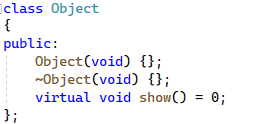 class Object
{
public:
    Object(void) {};
    ~Object(void) {};
    virtual void show() = 0;
};